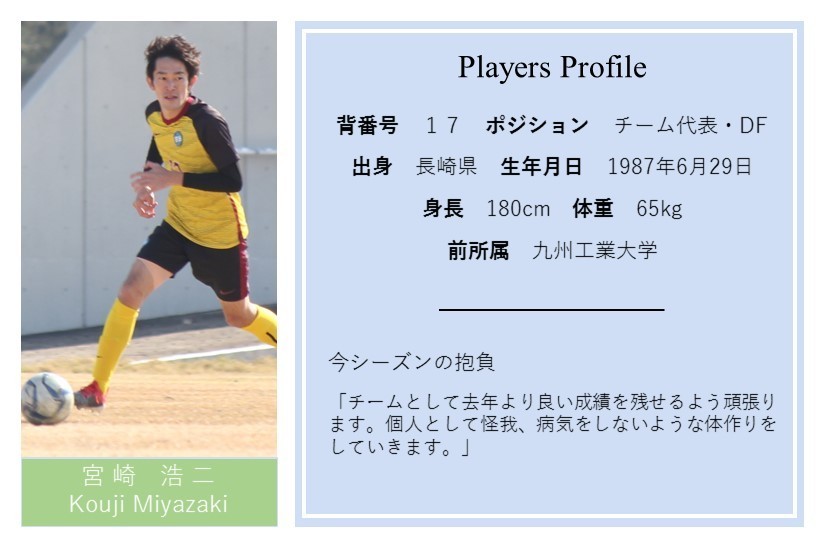 Players Profile
背番号　１７　ポジション　チーム代表・DF
出身　長崎県　生年月日　1987年6月29日
身長　180cm　体重　65kg
前所属　九州工業大学
今シーズンの抱負
「チームとして去年より良い成績を残せるよう頑張り
ます。個人として怪我、病気をしないような体作りを
していきます。」
宮崎　浩二
Kouji Miyazaki